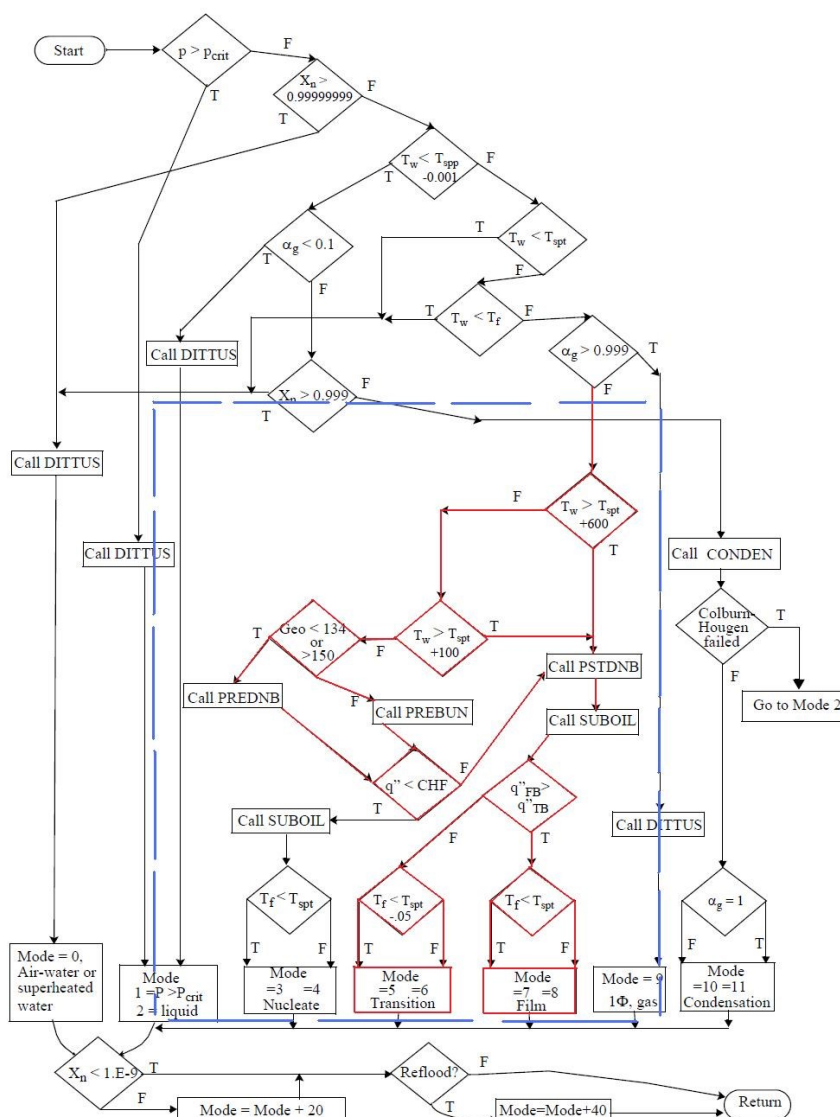 Start
p > pcrit
F
T
Xn >
0.99999999
F
T
Tw < Tspp
-0.001
F
T
αg < 0.1
T
F
Tw < Tspt
T
F
Tw < Tf
T
F
αg > 0.999
T
F
Call DITTUS
Xn > 0.999
F
T
Call DITTUS
Tw > Tspt
+600
F
T
Call DITTUS
Call CONDEN
Colburn-
Hougen
failed
T
F
Geo < 134
or
>150
T
F
Tw > Tspt
+100
T
F
Call PSTDNB
Call PREDNB
Call PREBUN
Call SUBOIL
Go to Mode 2
q" < CHF
F
T
q"FB>
q"TB
F
T
Call SUBOIL
Call DITTUS
Tf < Tspt
T
F
Tf < Tspt
-.05
T
F
Tf < Tspt
T
F
αg = 1
F
T
Mode = 0,
Air-water or
superheated
water
Mode
1 =P >Pcrit
2 = liquid
Mode
=3 =4
Nucleate
Mode
=5 =6
Transition
Mode
=7 =8
Film
Mode = 9
1Φ, gas
Mode
=10 =11
Condensation
Xn < 1.E-9
T
F
Mode = Mode + 20
Reflood?
F
T
Mode=Mode+40
Return